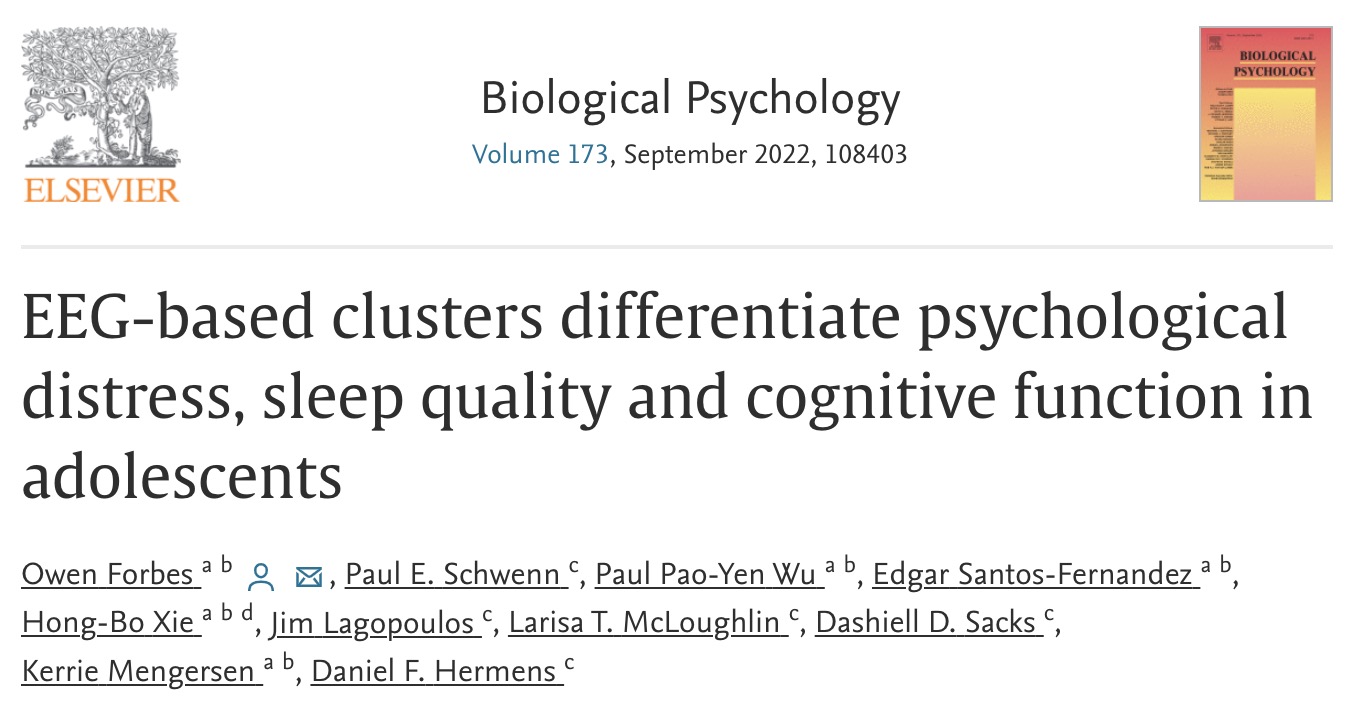 NON SOLUS
ELSEVIER
Biological Psychology
Volume 173, September 2022, 108403
BIOLOGICAL
PSYCHOLOGY
EEG-based clusters differentiate psychological
distress, sleep quality and cognitive function in
adolescents
Owen Forbes a b , Paul E. Schwenn c, Paul Pao-Yen Wu a b, Edgar Santos-Fernandez a b,
Hong-Bo Xie a b d, Jim Lagopoulos c, Larisa T. McLoughlin c, Dashiell D. Sacks c,
Kerrie Mengersen a b, Daniel F. Hermens c